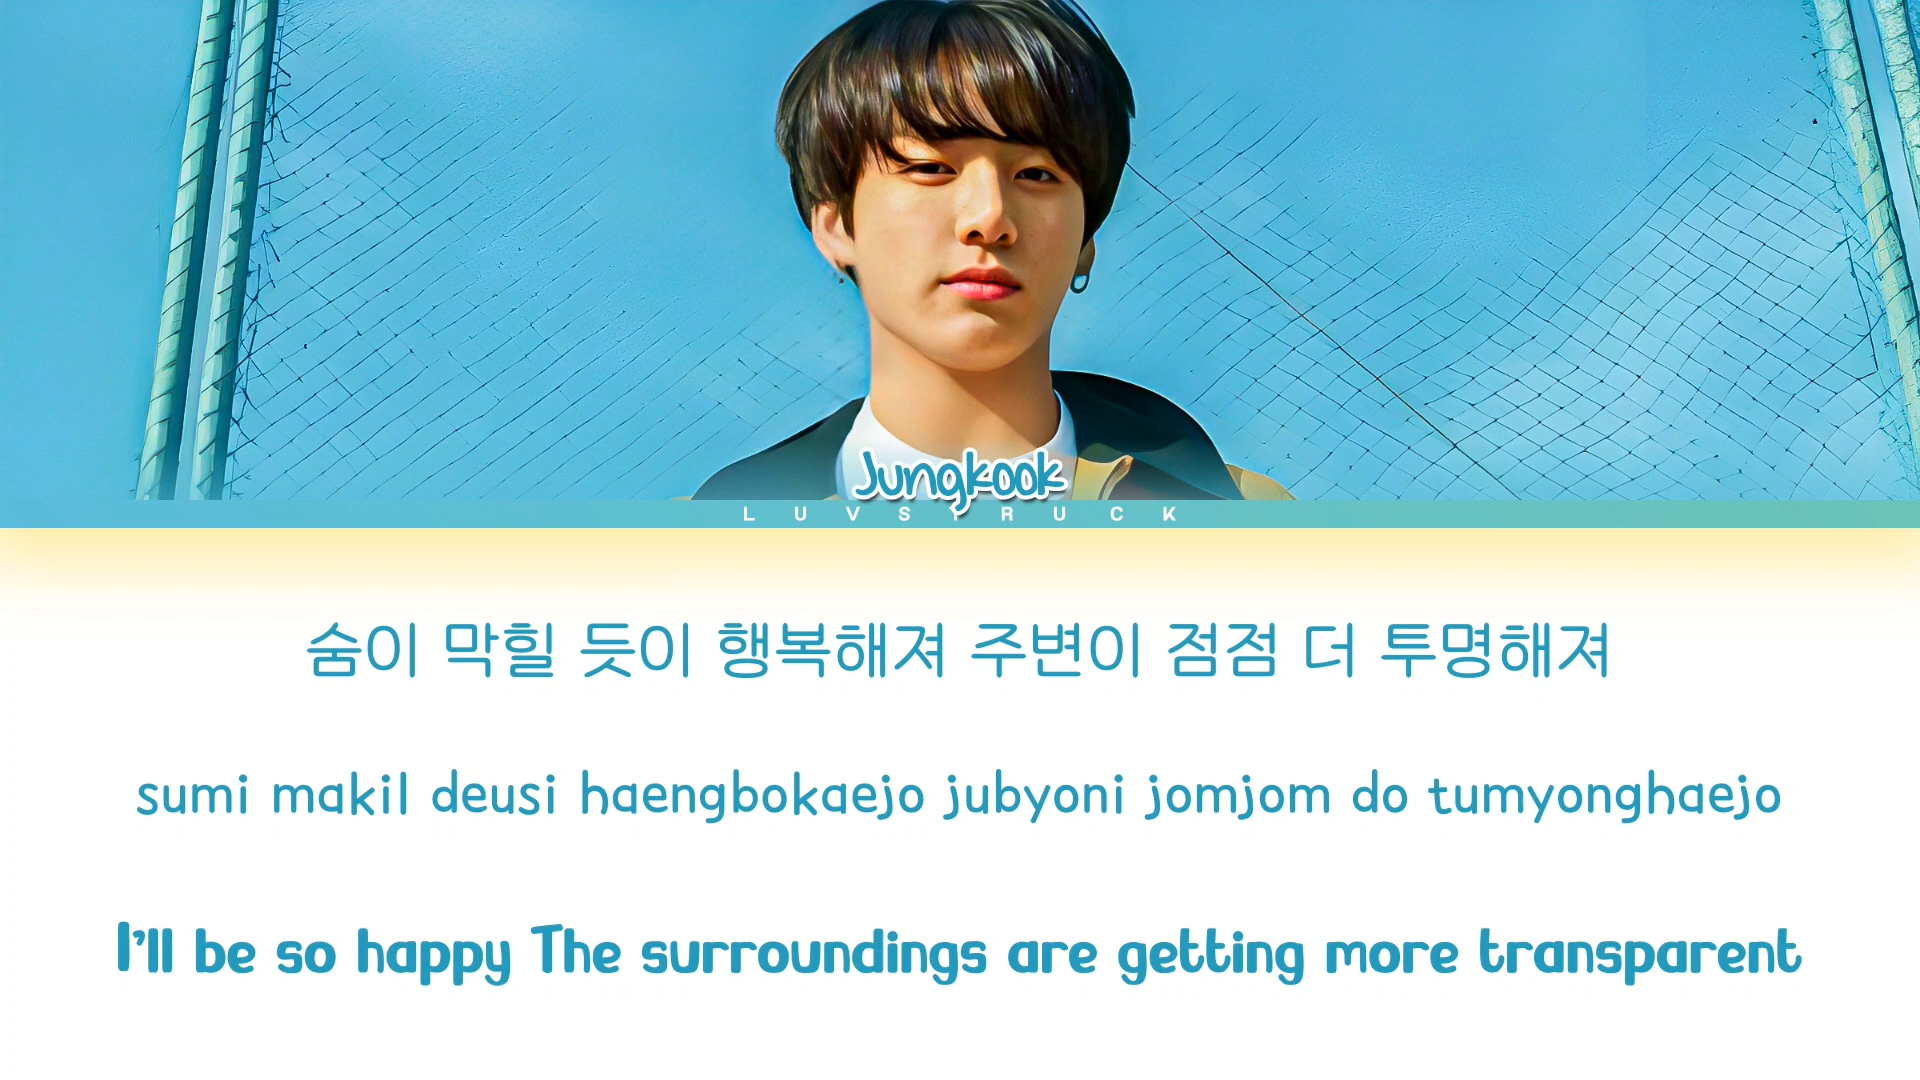 Jungkook
LUVSTRUCK
숨이 막힐 듯이 행복해져 주변이 점점 더 투명해져
sumi makil deusi haengbokaejo jubyoni jomjom do tumyonghaejo
I'll be so happy The surroundings are getting more transparent